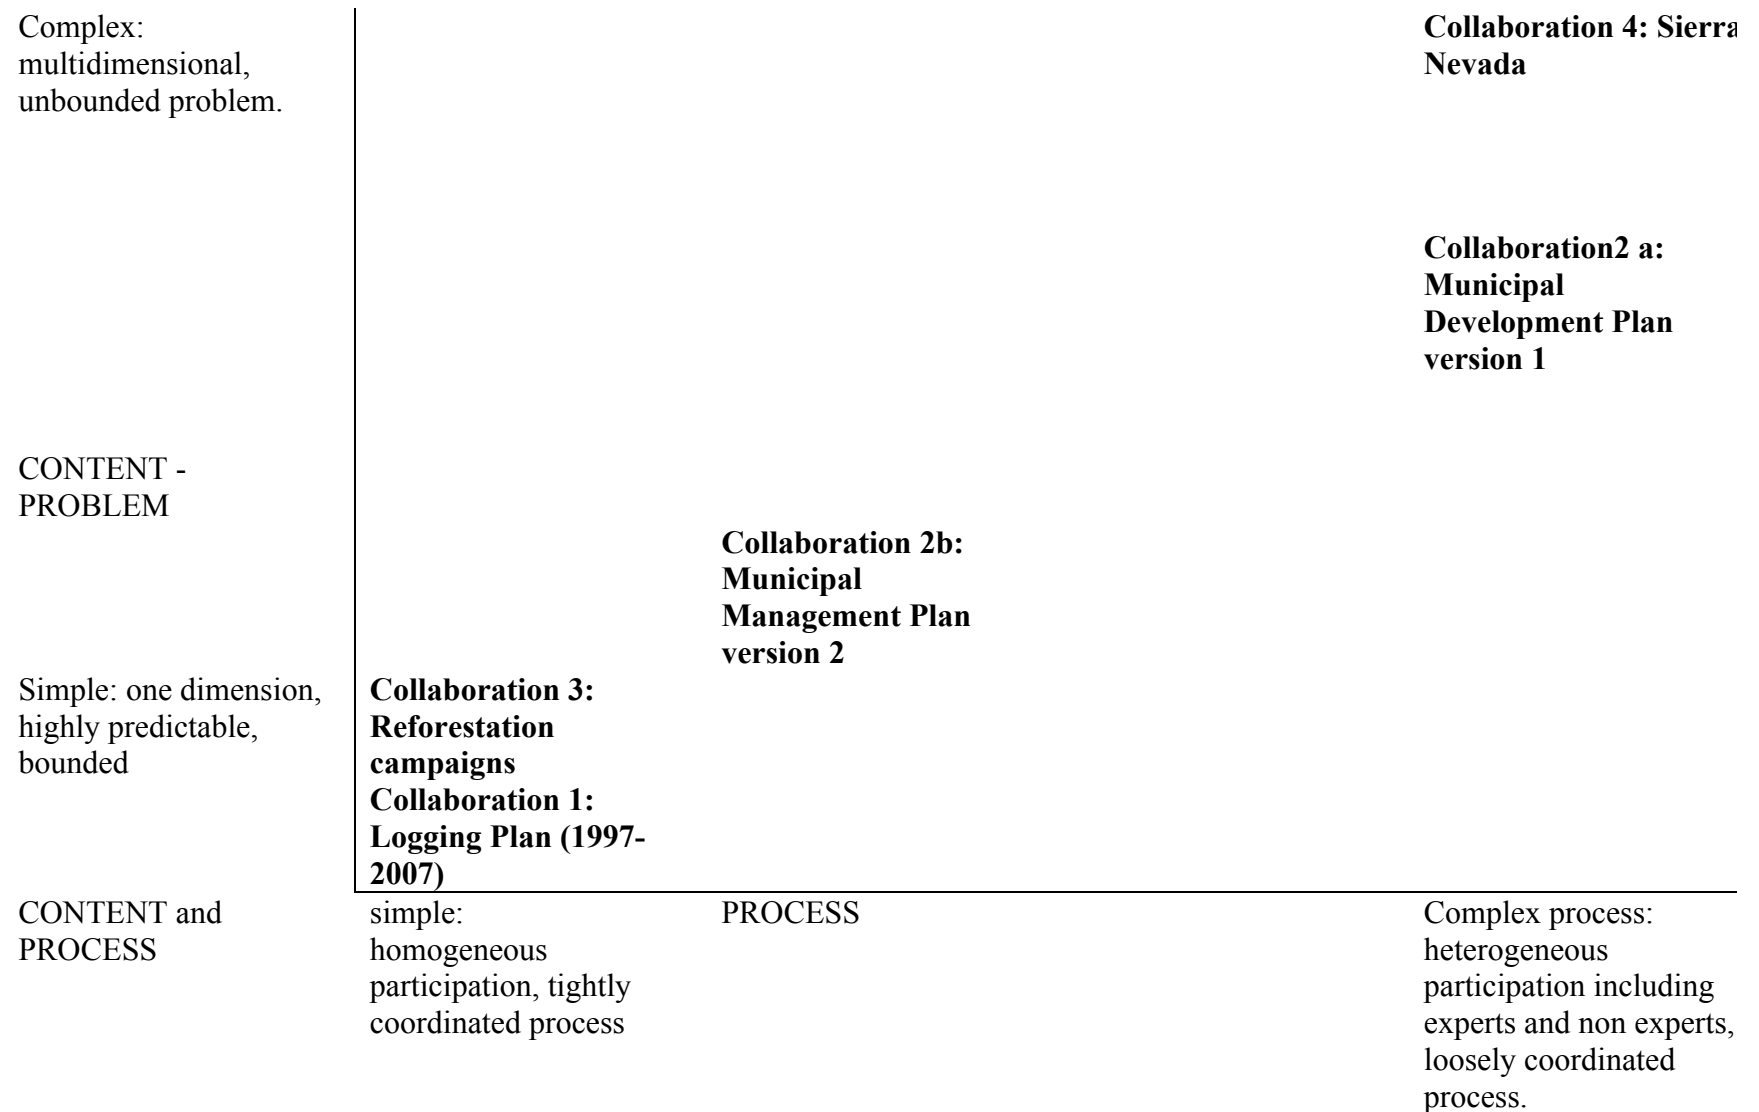 Complex:
multidimensional,
unbounded problem.
Collaboration 4: Sierra
Nevada
Collaboration2 a:
Municipal
Development Plan
version 1
CONTENT -
PROBLEM
Collaboration 2b:
Municipal
Management Plan
version 2
Simple: one dimension,
highly predictable,
bounded
Collaboration 3:
Reforestation
campaigns
Collaboration 1:
Logging Plan (1997-
2007)
CONTENT and
PROCESS
simple:
homogeneous
participation, tightly
coordinated process
PROCESS
Complex process:
heterogeneous
participation including
experts and non experts,
loosely coordinated
process.